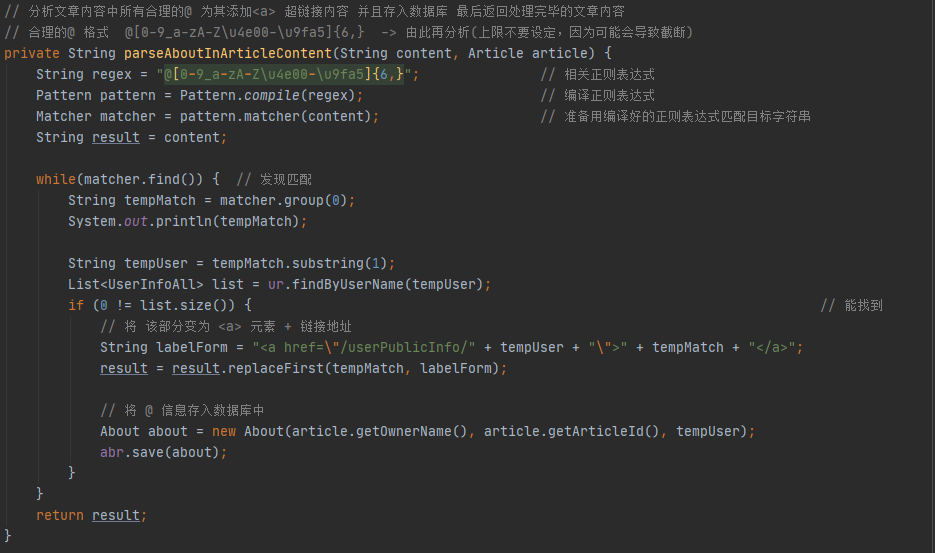 // 分析文章内容中所有合理的@ 为其添加<a> 超链接内容 并且存入数据库 最后返回处理完毕的文章内容
// 合理的@ 格式  @[0-9_a-zA-Z\u4e00-\u9fa5]{6,}  -> 由此再分析(上限不要设定，因为可能会导致截断)
private String parseAboutInArticleContent(String content, Article article) {
    String regex = "@[0-9_a-zA-Z\u4e00-\u9fa5]{6,}";               // 相关正则表达式
    Pattern pattern = Pattern.compile(regex);                      // 编译正则表达式
    Matcher matcher = pattern.matcher(content);                    // 准备用编译好的正则表达式匹配目标字符串
    String result = content;
    while(matcher.find()) {  // 发现匹配
        String tempMatch = matcher.group(0);
        System.out.println(tempMatch);
        String tempUser = tempMatch.substring(1);
        List<UserInfoAll> list = ur.findByUserName(tempUser);
        if (0 != list.size()) {                                                                       // 能找到
            // 将 该部分变为 <a> 元素 + 链接地址
            String labelForm = "<a href=\"/userPublicInfo/" + tempUser + "\">" + tempMatch + "</a>";
            result = result.replaceFirst(tempMatch, labelForm);
            // 将 @ 信息存入数据库中
            About about = new About(article.getOwnerName(), article.getArticleId(), tempUser);
            abr.save(about);
        }
    }
    return result;
}